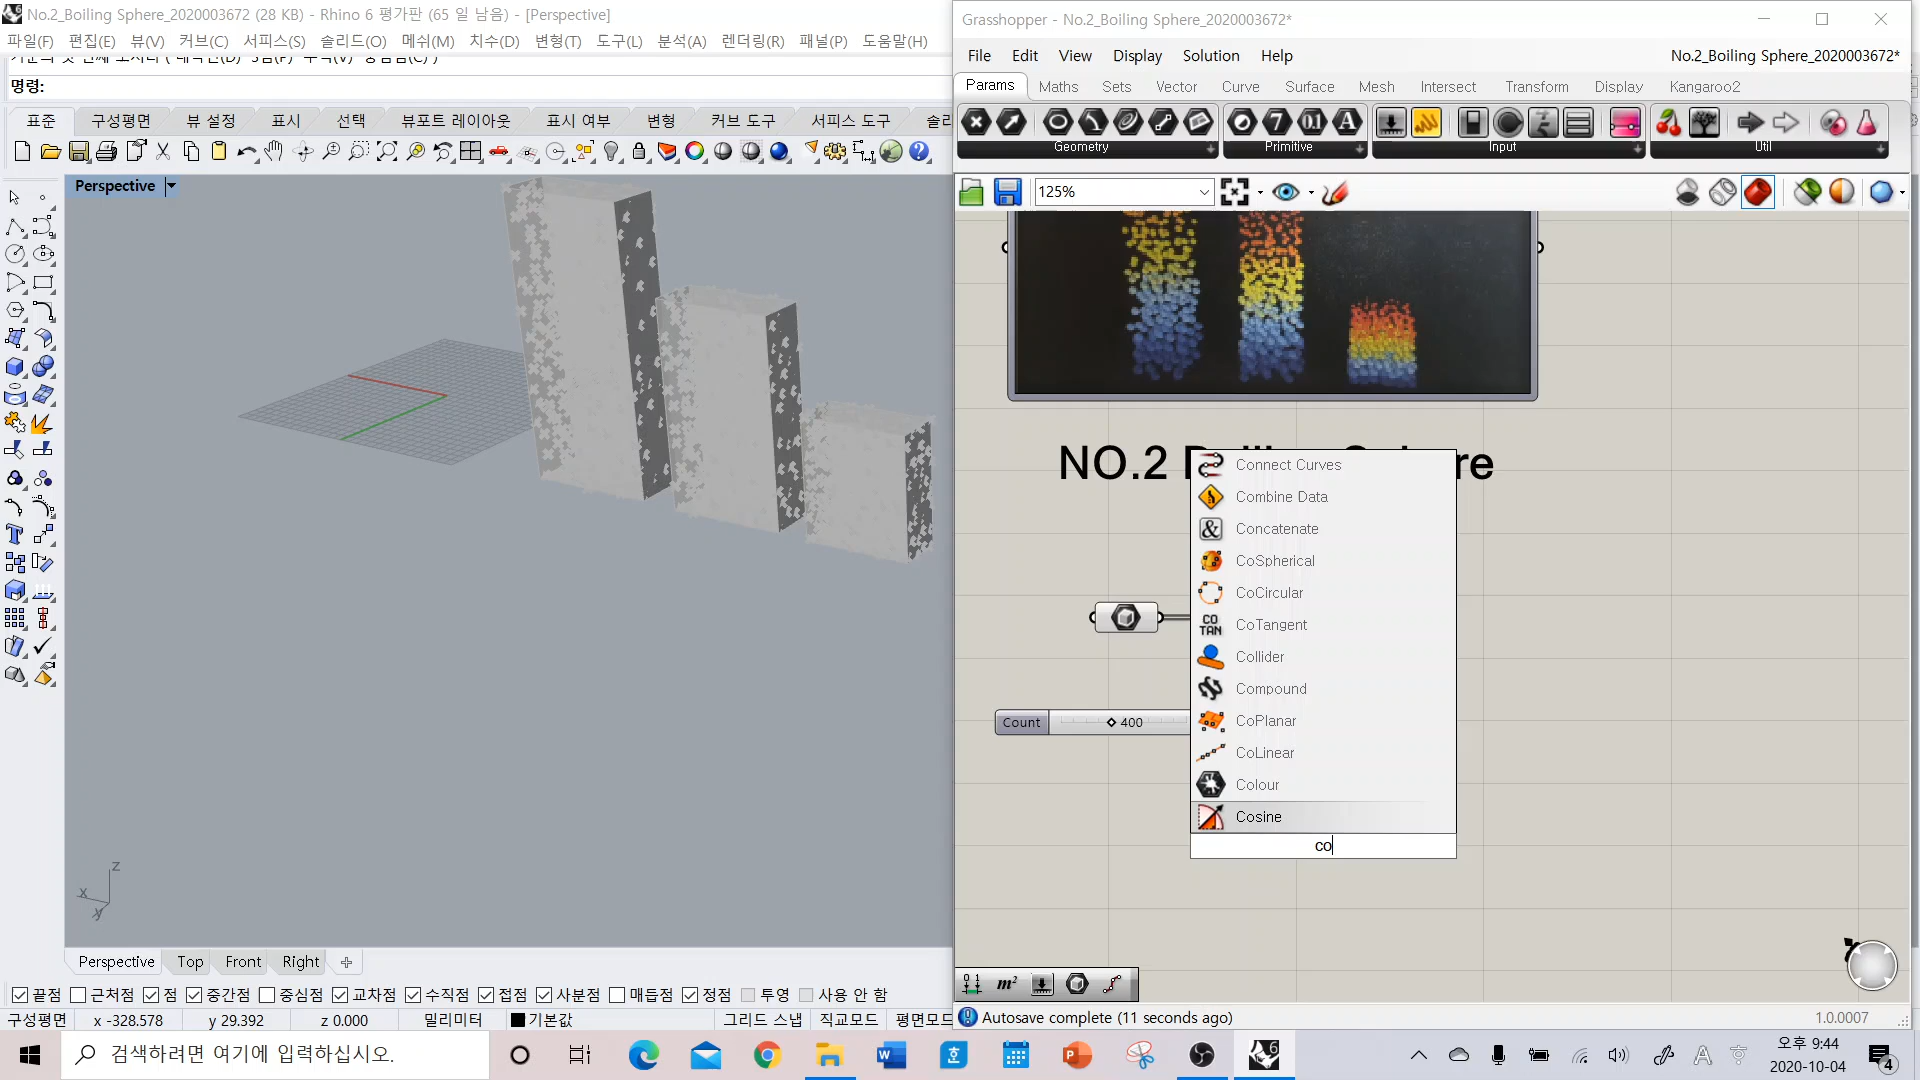 No.2_Boiling Sphere_2020003672 (28 KB) - Rhino 6 평가판 (65 일 남음) - [Perspective]
파일(F) 편집(E) 뷰(V) 커브(C) 서피스(S) 솔리드(O) 메쉬(M) 치수(D) 변형(T) 도구(L) 분석(A) 렌더링(R) 패널(P) 도움말(H)
명령:
표준 구성평면 뷰 설정 표시 선택 뷰포트 레이아웃 표시 여부 변형 커브 도구 서피스 도구
Perspective
z
x
y
Perspective Top Front Right
끝점 근처점 점 중간점 중심점 교차점 수직점 접점 사분점 매듭점 정점 투영 사용 안 함
구성평면 x -328.578 y 29.392 z 0.000 밀리미터 기본값 그리드 스냅 직교모드 평면모드
Grasshopper - No.2_Boiling Sphere_2020003672*
File Edit View Display Solution Help No.2_Boiling Sphere_2020003672*
Params Maths Sets Vector Curve Surface Mesh Intersect Transform Display Kangaroo2
Geometry Primitive Input Util
125%
NO.2
re
Connect Curves
Combine Data
Concatenate
CoSpherical
CoCircular
CO TAN CoTangent
Collider
Compound
CoPlanar
CoLinear
Colour
Cosine
co
Count 400
m²
Autosave complete (11 seconds ago) 1.0.0007
검색하려면 여기에 입력하십시오.
오후 9:44
2020-10-04
4